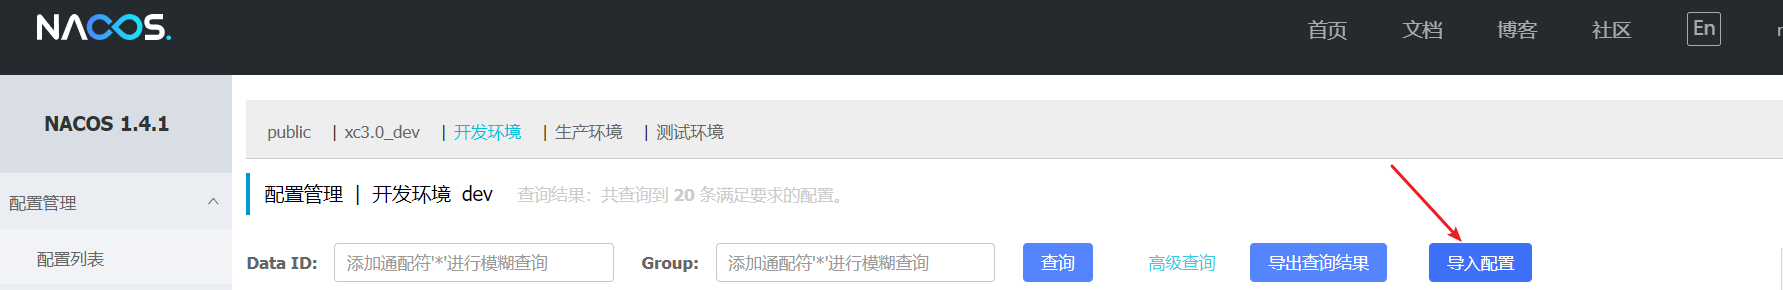 NACOS.
首页 文档 博客 社区 En
NACOS 1.4.1
public | xc3.0_dev | 开发环境 | 生产环境 | 测试环境
配置管理
配置管理 | 开发环境 dev 查询结果：共查询到 20 条满足要求的配置。
配置列表
Data ID: 添加通配符'*'进行模糊查询 Group: 添加通配符'*'进行模糊查询 查询 高级查询 导出查询结果 导入配置